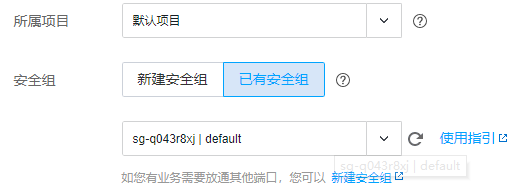 所属项目 默认项目
安全组 新建安全组 已有安全组
sg-q043r8xj | default 使用指引
sg-q043r8xj | default
如您有业务需要放通其他端口，您可以 新建安全组